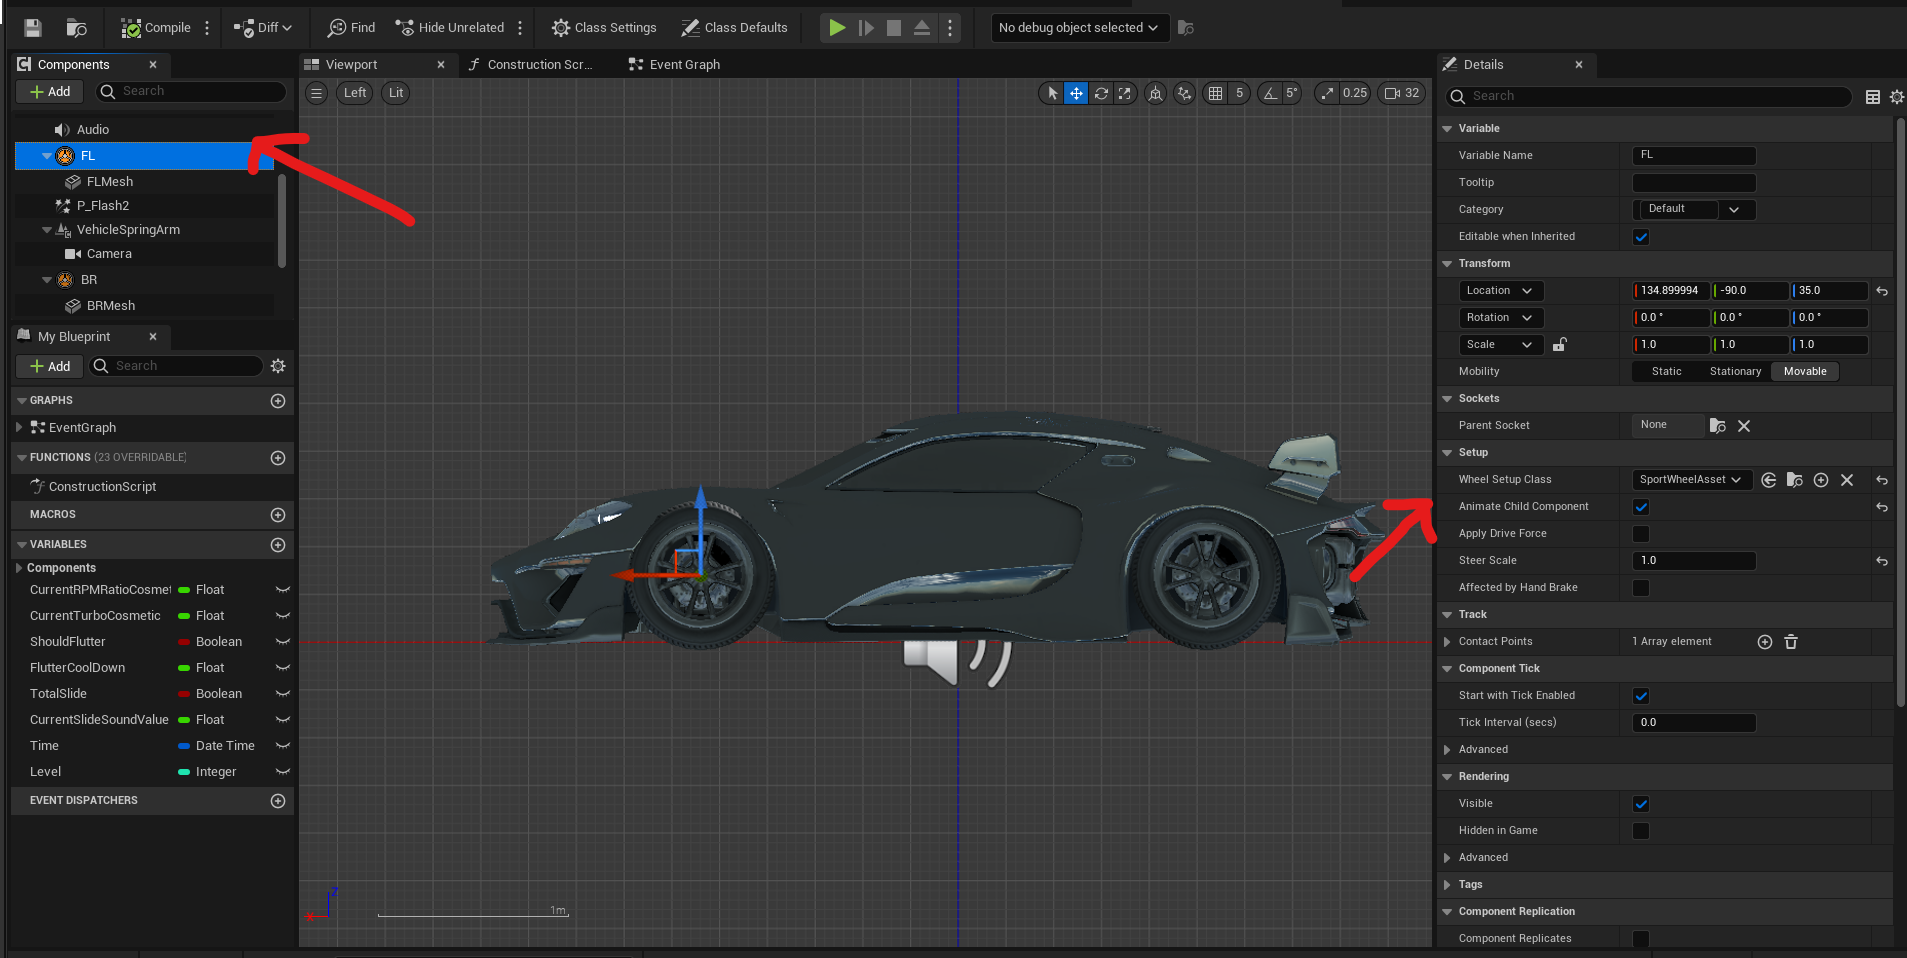 Compile
Diff
Find
Hide Unrelated
Class Settings
Class Defaults
No debug object selected
Components
Add
Search
Audio
FL
FLMesh
P_Flash2
VehicleSpringArm
Camera
BR
BRMesh
My Blueprint
Add
Search
GRAPHS
EventGraph
FUNCTIONS (23 OVERRIDABLE)
ConstructionScript
MACROS
VARIABLES
Components
CurrentRPMRatioCosmet Float
CurrentTurboCosmetic Float
ShouldFlutter Boolean
FlutterCoolDown Float
TotalSlide Boolean
CurrentSlideSoundValue Float
Time Date Time
Level Integer
EVENT DISPATCHERS
Viewport
Construction Scr...
Event Graph
Left
Lit
5
5°
0.25
32
Z
X
1m
Details
Search
Variable
Variable Name FL
Tooltip
Category Default
Editable when Inherited
Transform
Location 134.899994 -90.0 35.0
Rotation 0.0 ° 0.0 ° 0.0 °
Scale 1.0 1.0 1.0
Mobility Static Stationary Movable
Sockets
Parent Socket None
Setup
Wheel Setup Class SportWheelAsset
Animate Child Component
Apply Drive Force
Steer Scale 1.0
Affected by Hand Brake
Track
Contact Points 1 Array element
Component Tick
Start with Tick Enabled
Tick Interval (secs) 0.0
Advanced
Rendering
Visible
Hidden in Game
Advanced
Tags
Component Replication
Component Replicates